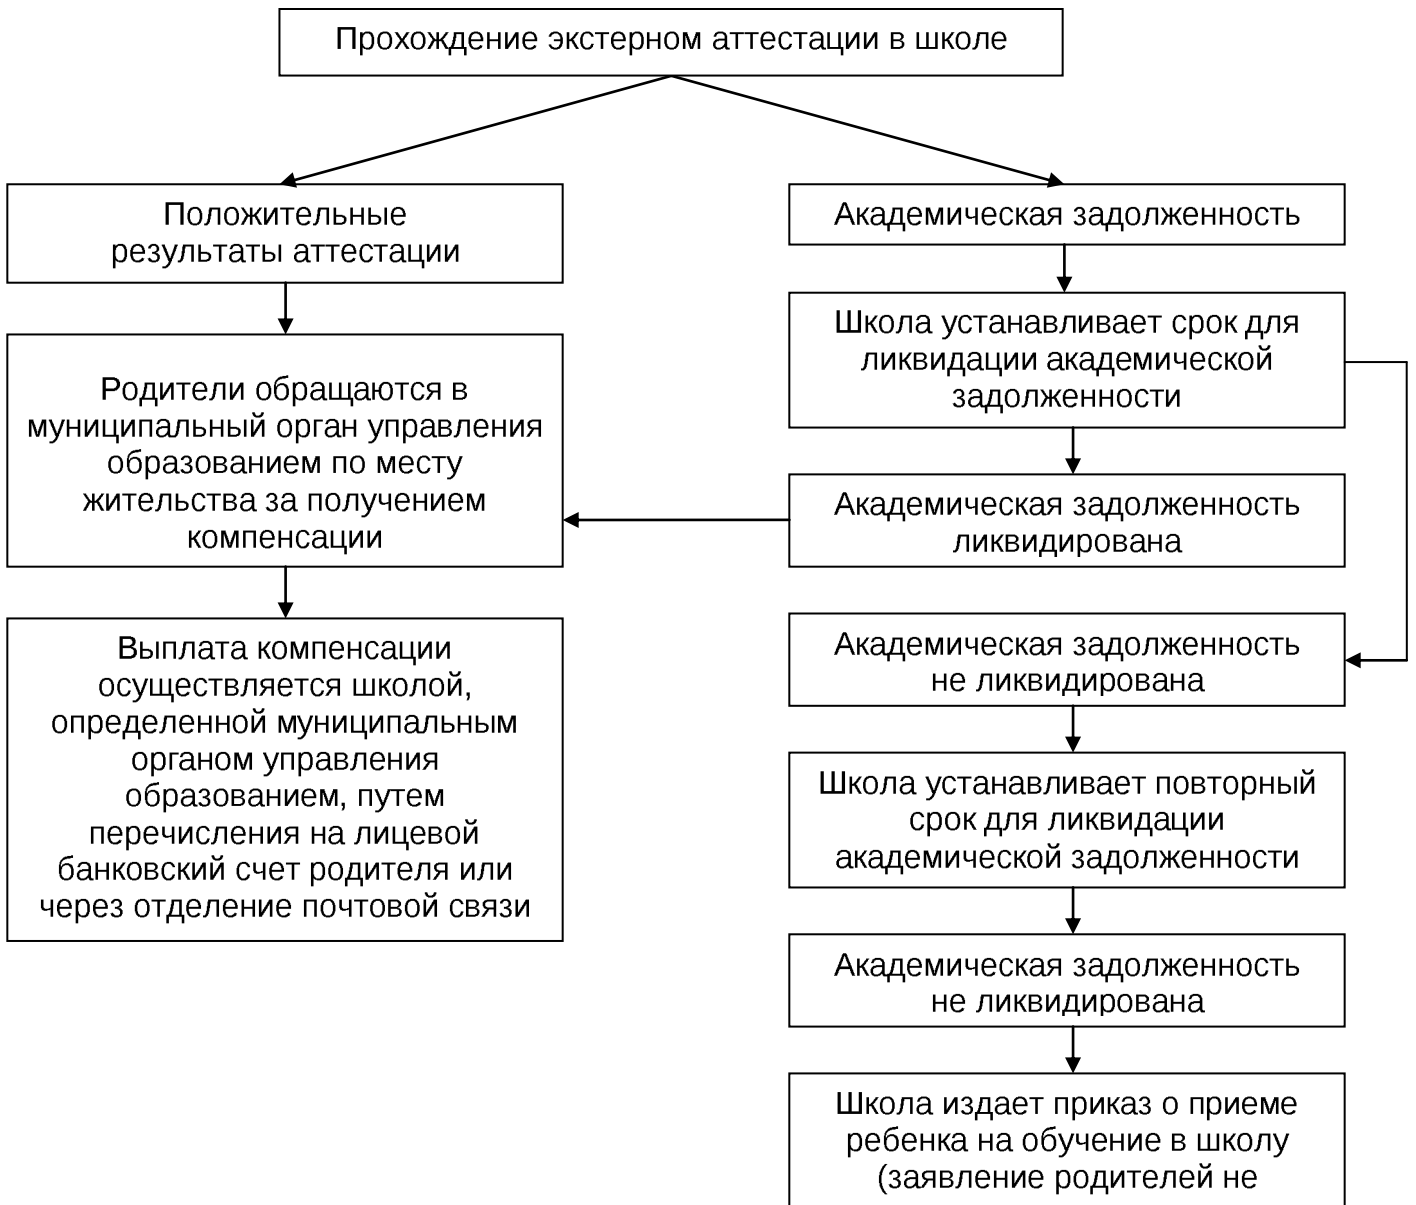 Прохождение экстерном аттестации в школе
Положительные
результаты аттестации
Родители обращаются в
муниципальный орган управления
образованием по месту
жительства за получением
компенсации
Выплата компенсации
осуществляется школой,
определенной муниципальным
органом управления
образованием, путем
перечисления на лицевой
банковский счет родителя или
через отделение почтовой связи
Академическая задолженность
Школа устанавливает срок для
ликвидации академической
задолженности
Академическая задолженность
ликвидирована
Академическая задолженность
не ликвидирована
Школа устанавливает повторный
срок для ликвидации
академической задолженности
Академическая задолженность
не ликвидирована
Школа издает приказ о приеме
ребенка на обучение в школу
(заявление родителей не